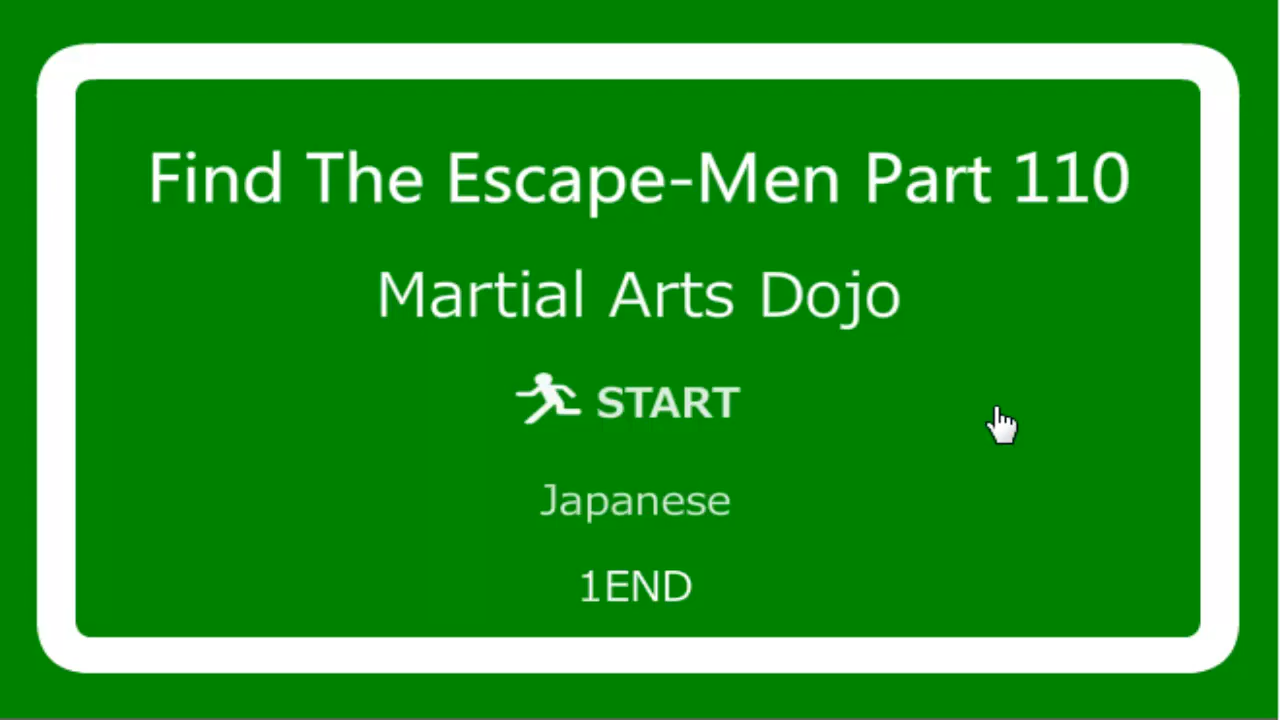 Find The Escape-Men Part 110
Martial Arts Dojo
START
Japanese
1END